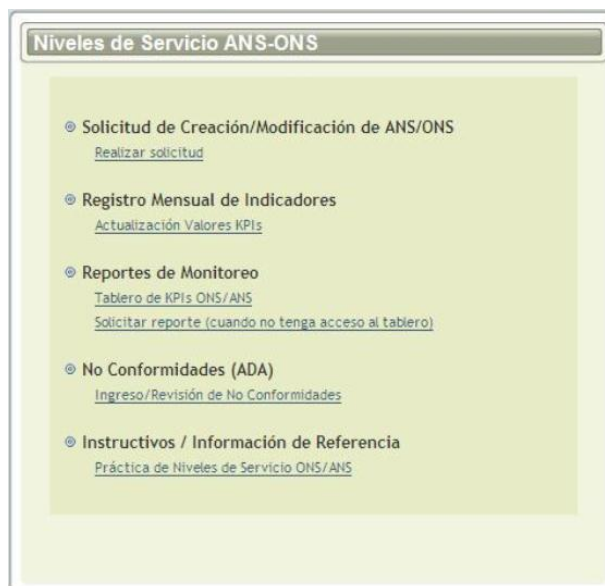 Niveles de Servicio ANS-ONS
Solicitud de Creación/Modificación de ANS/ONS
Realizar solicitud
Registro Mensual de Indicadores
Actualización Valores KPIs
Reportes de Monitoreo
Tablero de KPIs ONS/ANS
Solicitar reporte (cuando no tenga acceso al tablero)
No Conformidades (ADA)
Ingreso/Revisión de No Conformidades
Instructivos / Información de Referencia
Práctica de Niveles de Servicio ONS/ANS